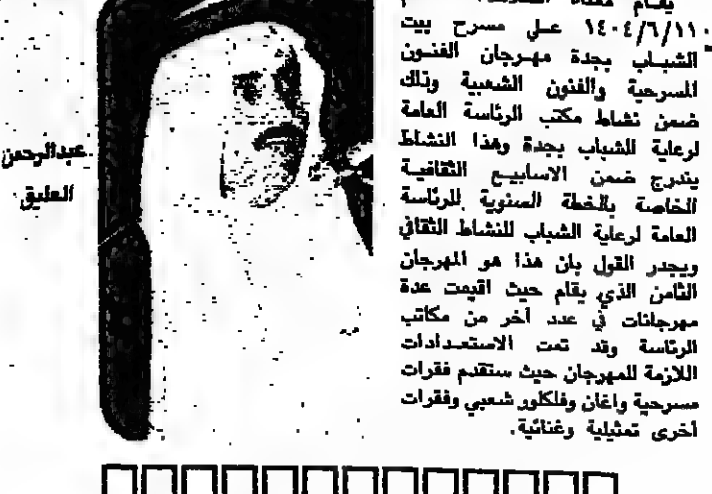 يقام مساء
١٤٠٤/٦/١١ على مسرح بيت
الشباب بجدة مهرجان الفنون
المسرحية والفنون الشعبية وذلك
ضمن نشاط مكتب الرئاسة العامة
لرعاية الشباب بجدة وهذا النشاط
يندرج ضمن الاسابيع الثقافية
الخاصة بالخطة السنوية للرئاسة
العامة لرعاية الشباب للنشاط الثقافي
ويجدر القول بان هذا هو المهرجان
الثامن الذي يقام حيث اقيمت عدة
مهرجانات في عدد آخر من مكاتب
الرئاسة وقد تمت الاستعدادات
اللازمة للمهرجان حيث ستقدم فقرات
مسرحية واغان وفلكلور شعبي وفقرات
أخرى تمثيلية وغنائية.
عبدالرحمن
العليق